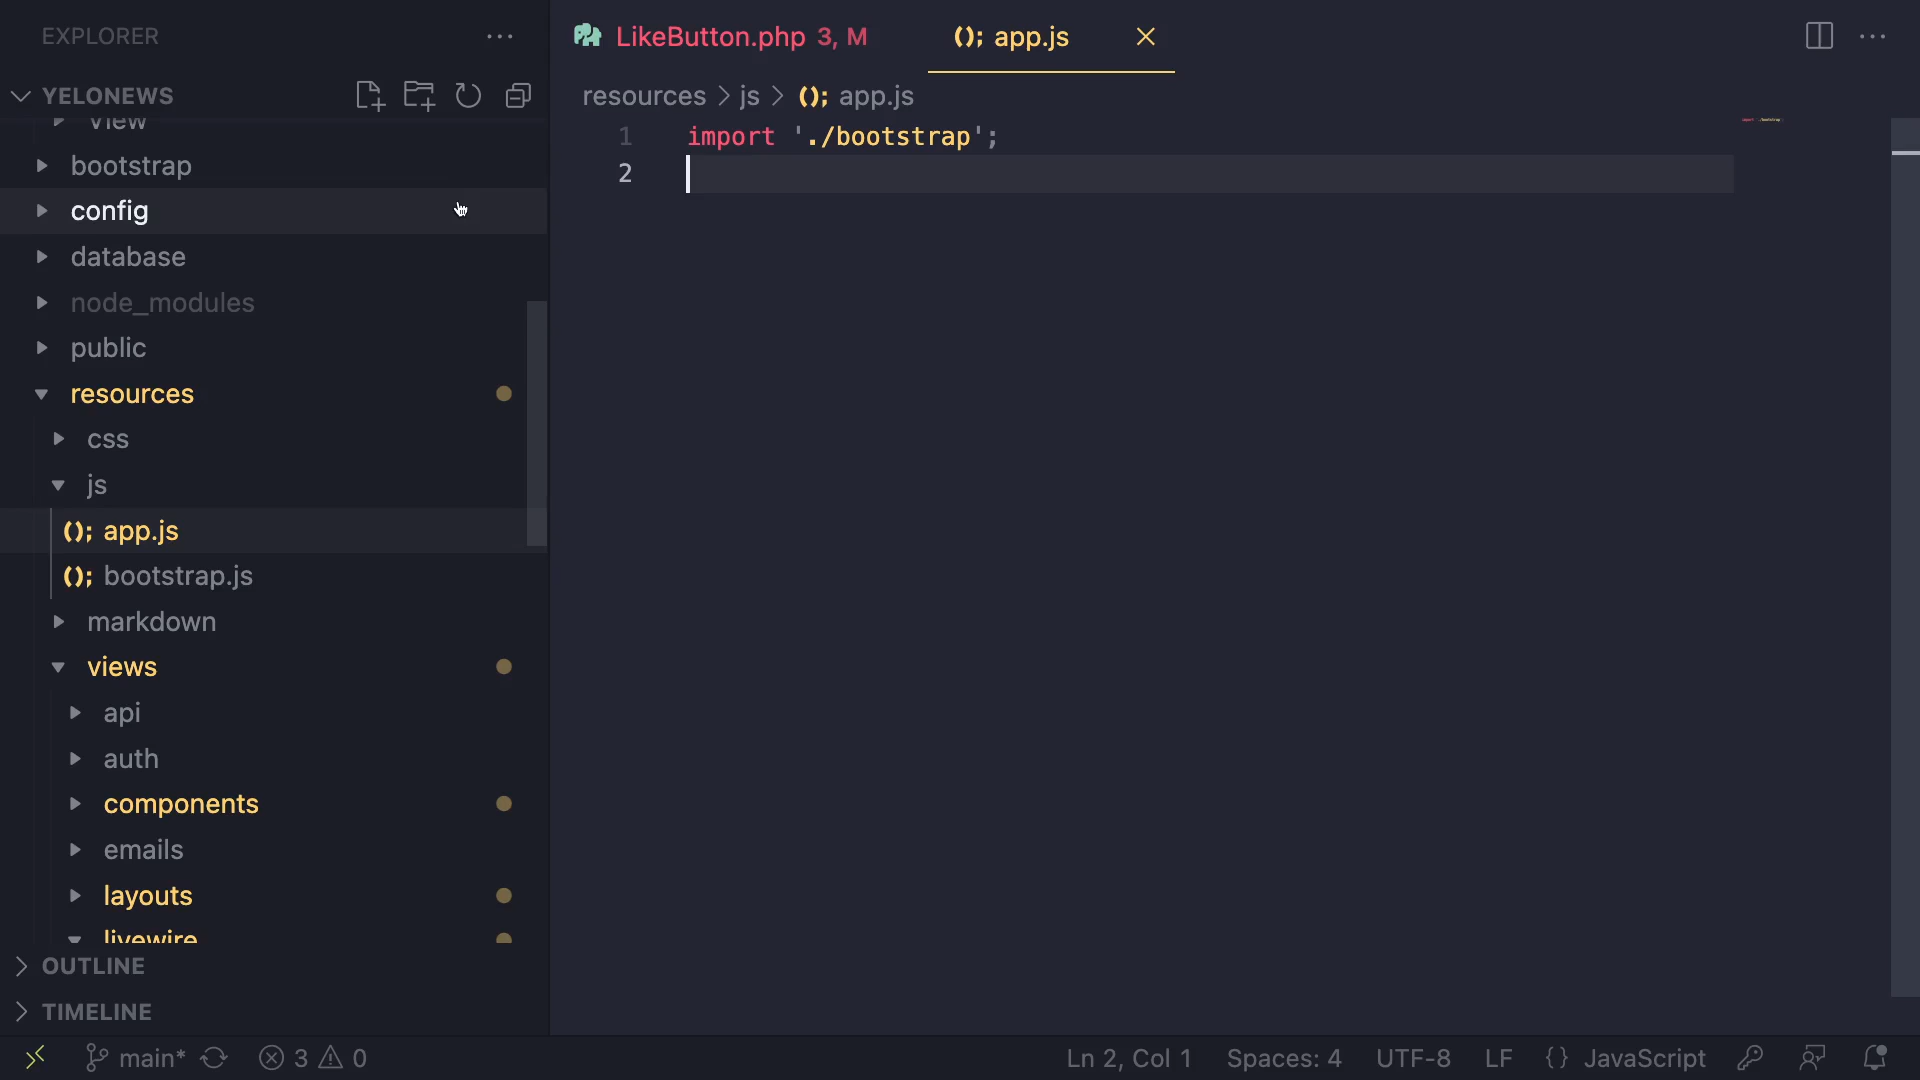 EXPLORER
YELONEWS
View
bootstrap
config
database
node_modules
public
resources
css
js
(); app.js
(); bootstrap.js
markdown
views
api
auth
components
emails
layouts
livewire
OUTLINE
TIMELINE
LikeButton.php 3, M
(); app.js
resources > js > (); app.js
1 import './bootstrap';
2
main* 3 0
Ln 2, Col 1 Spaces: 4 UTF-8 LF {} JavaScript